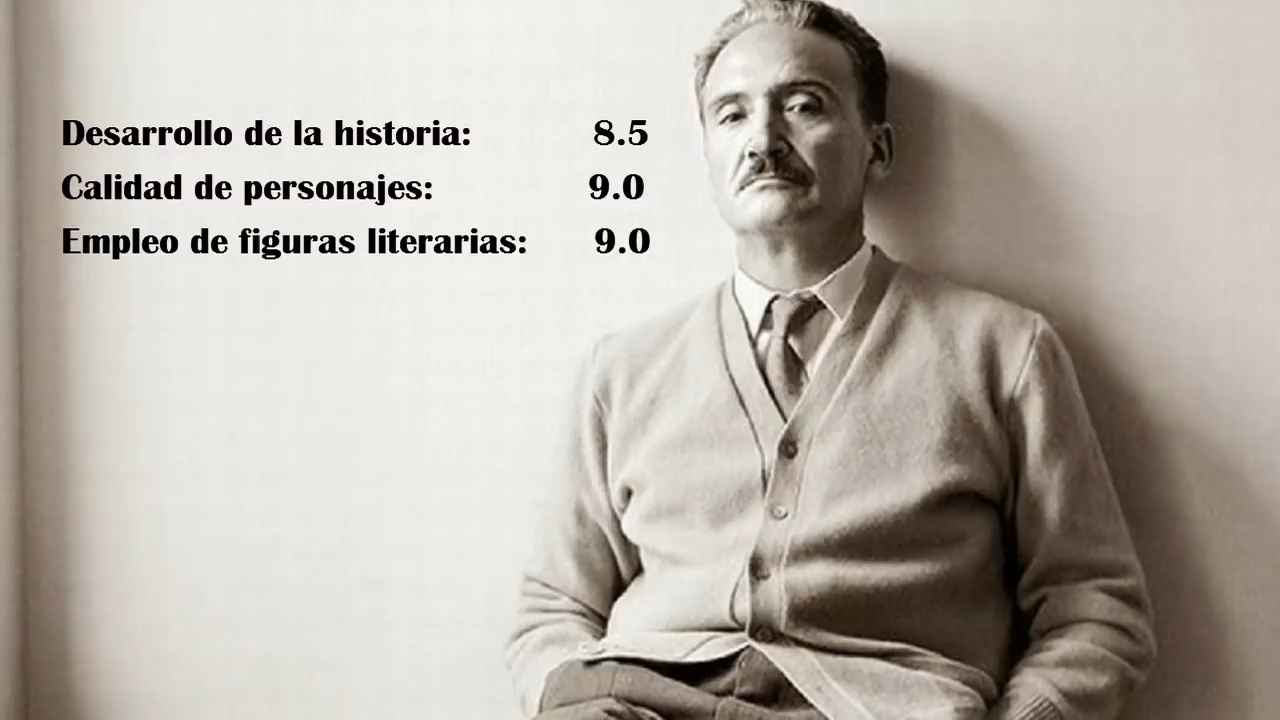 Desarrollo de la historia: 8.5
Calidad de personajes: 9.0
Empleo de figuras literarias: 9.0